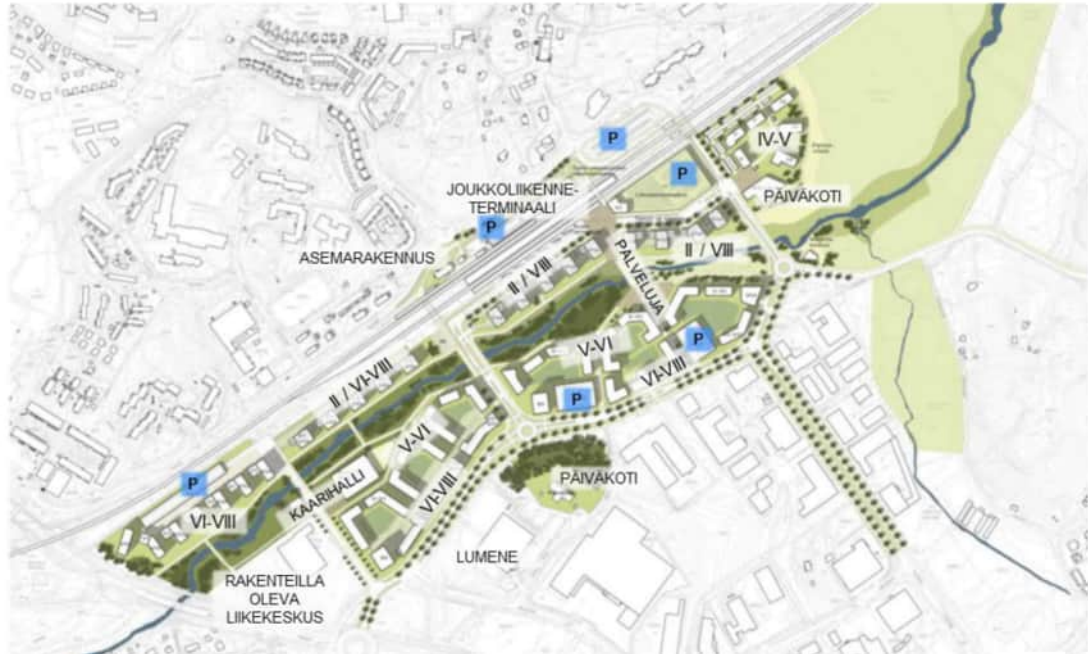 P
IV-V
P
JOUKKOLIIKENNE-
TERMINAALI
PÄIVÄKOTI
P
ASEMARAKENNUS
II / VIII
II / VIII
PALVELUJA
P
V-VI
VI-VIII
II / VI-VIII
P
V-VI
PÄIVÄKOTI
P
KAARIHALLI
VI-VIII
VI-VIII
LUMENE
RAKENTEILLA
OLEVA
LIIKEKESKUS